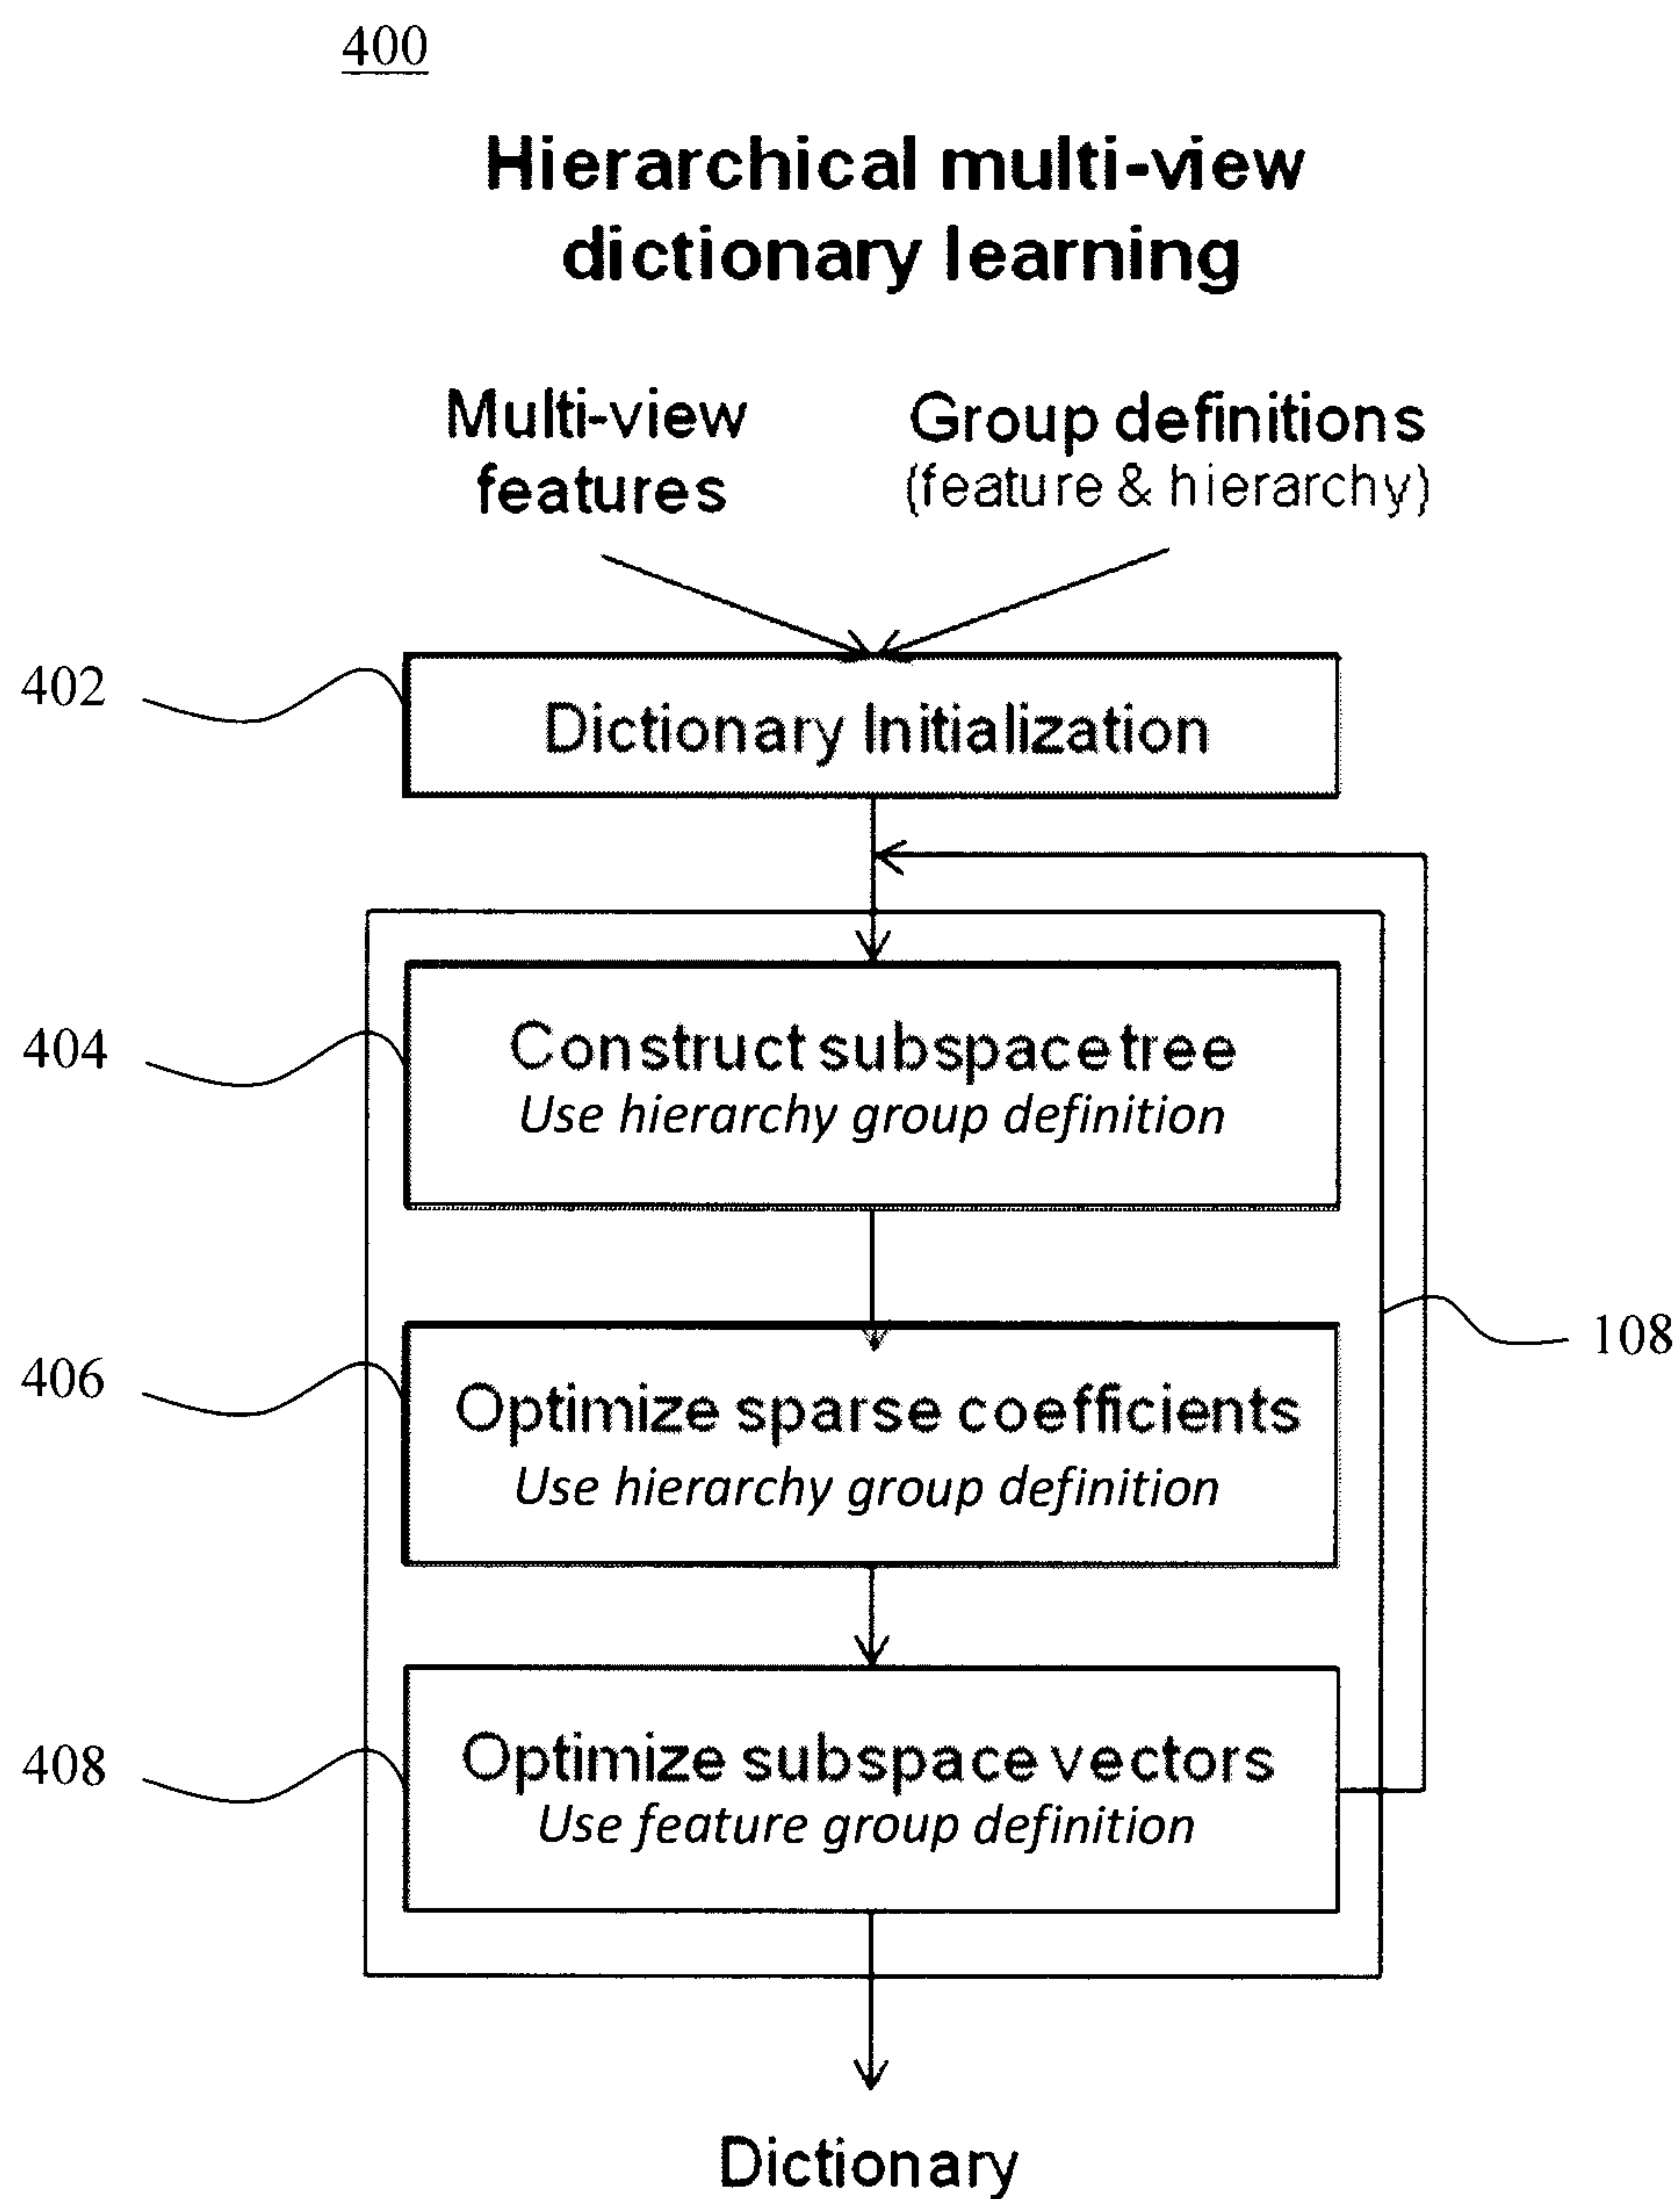 400
Hierarchical multi-view
dictionary learning
Multi-view
features
Group definitions
(feature & hierarchy)
402
Dictionary Initialization
404
Construct subspace tree
Use hierarchy group definition
406
Optimize sparse coefficients
Use hierarchy group definition
108
408
Optimize subspace vectors
Use feature group definition
Dictionary